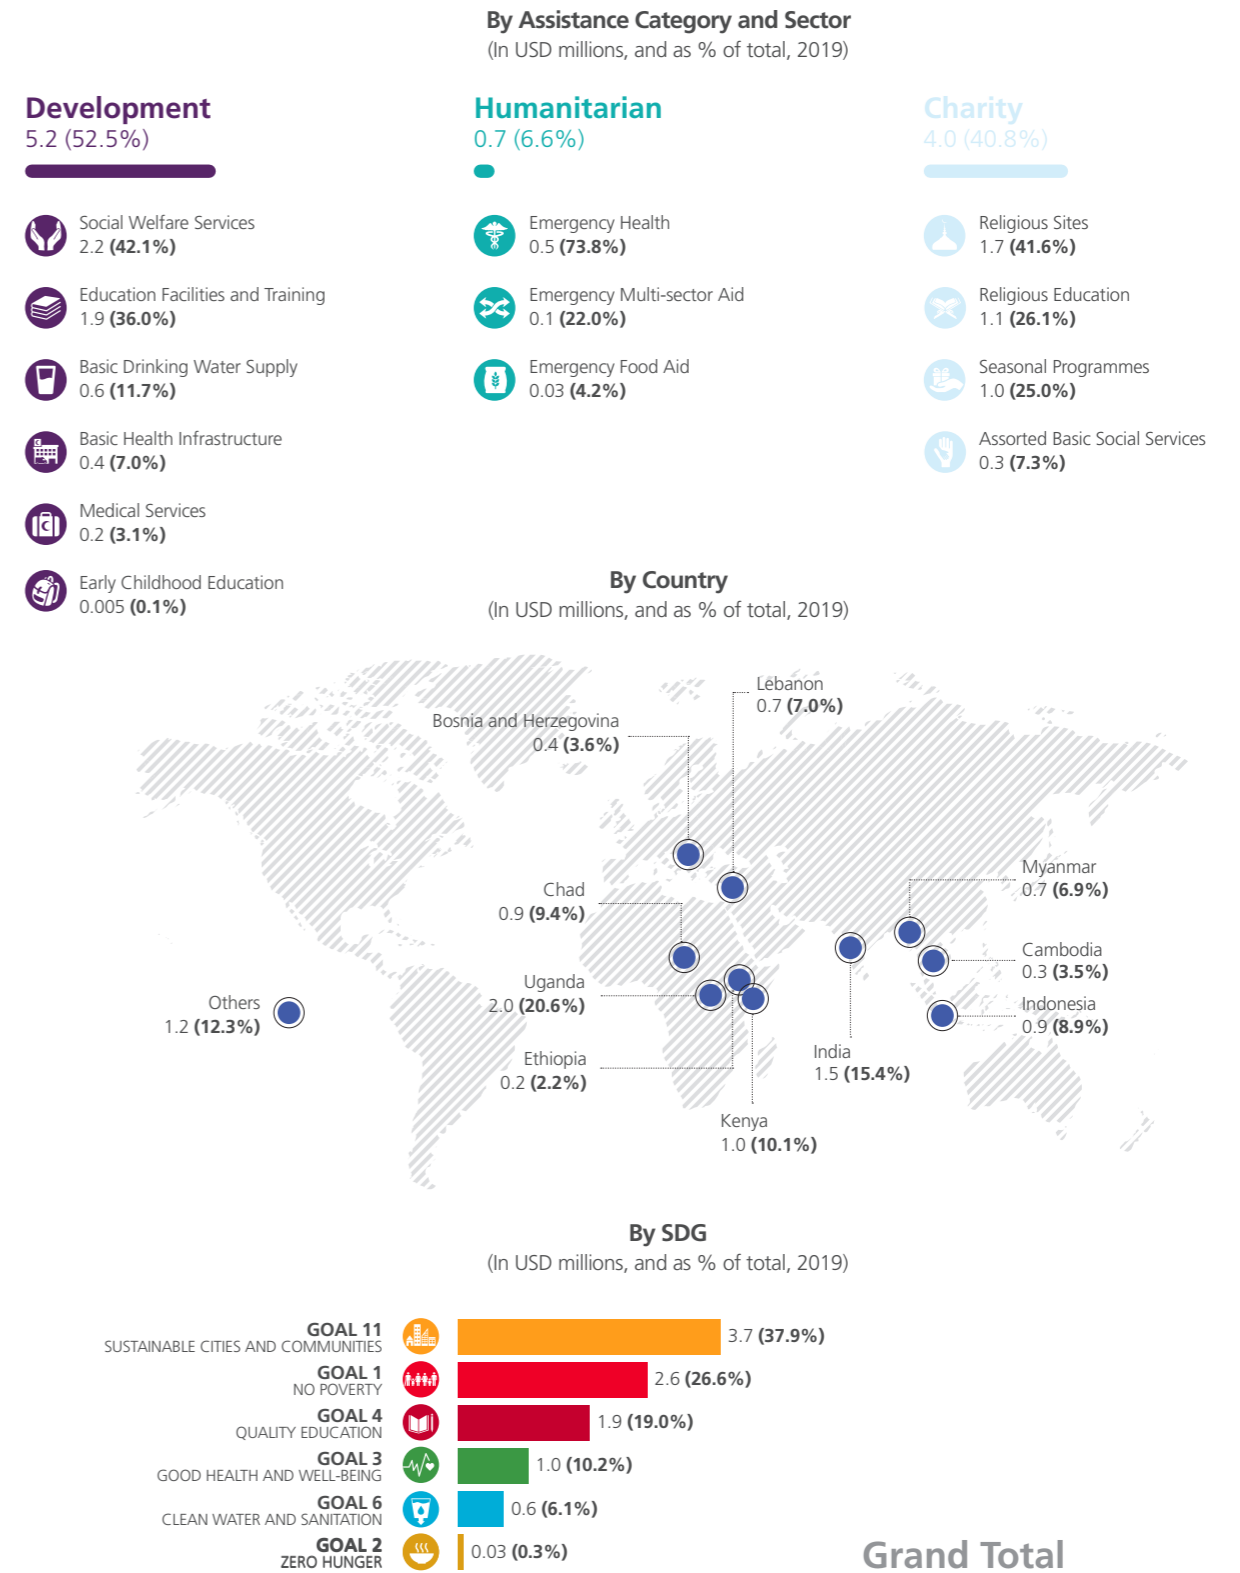 By Assistance Category and Sector
(In USD millions, and as % of total, 2019)
Development
5.2 (52.5%)
Social Welfare Services
2.2 (42.1%)
Education Facilities and Training
1.9 (36.0%)
Basic Drinking Water Supply
0.6 (11.7%)
Basic Health Infrastructure
0.4 (7.0%)
Medical Services
0.2 (3.1%)
Early Childhood Education
0.005 (0.1%)
Humanitarian
0.7 (6.6%)
Emergency Health
0.5 (73.8%)
Emergency Multi-sector Aid
0.1 (22.0%)
Emergency Food Aid
0.03 (4.2%)
Charity
4.0 (40.8%)
Religious Sites
1.7 (41.6%)
Religious Education
1.1 (26.1%)
Seasonal Programmes
1.0 (25.0%)
Assorted Basic Social Services
0.3 (7.3%)
By Country
(In USD millions, and as % of total, 2019)
Lebanon
0.7 (7.0%)
Bosnia and Herzegovina
0.4 (3.6%)
Myanmar
0.7 (6.9%)
Chad
0.9 (9.4%)
Cambodia
0.3 (3.5%)
Uganda
2.0 (20.6%)
Others
1.2 (12.3%)
Indonesia
0.9 (8.9%)
India
1.5 (15.4%)
Ethiopia
0.2 (2.2%)
Kenya
1.0 (10.1%)
By SDG
(In USD millions, and as % of total, 2019)
GOAL 11
SUSTAINABLE CITIES AND COMMUNITIES
3.7 (37.9%)
GOAL 1
NO POVERTY
2.6 (26.6%)
GOAL 4
QUALITY EDUCATION
1.9 (19.0%)
GOAL 3
GOOD HEALTH AND WELL-BEING
1.0 (10.2%)
GOAL 6
CLEAN WATER AND SANITATION
0.6 (6.1%)
GOAL 2
ZERO HUNGER
0.03 (0.3%)
Grand Total